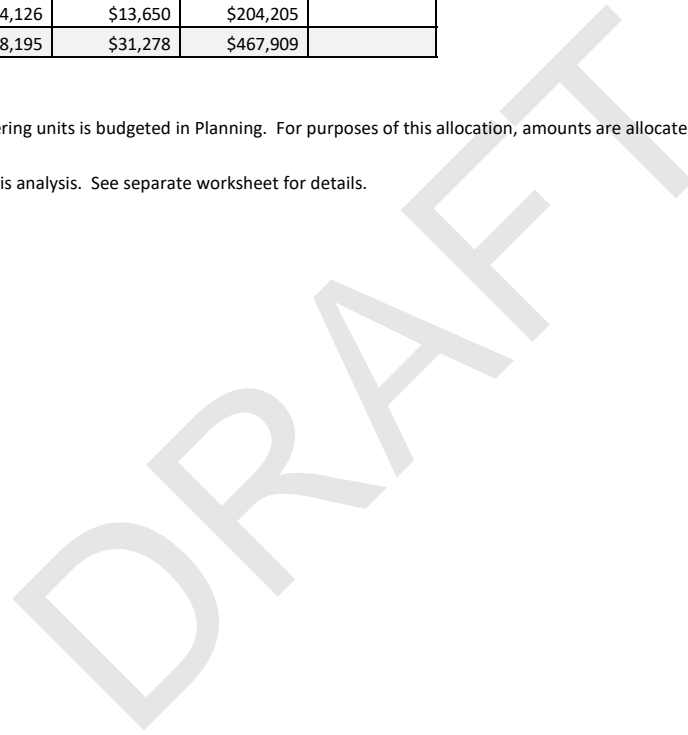 4,126 $13,650 $204,205
8,195 $31,278 $467,909
ring units is budgeted in Planning. For purposes of this allocation, amounts are allocate
is analysis. See separate worksheet for details.
DRAFT